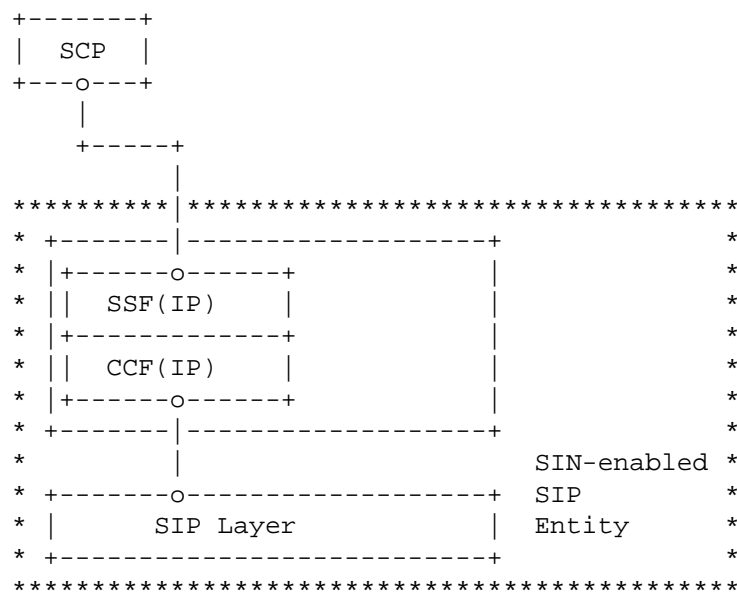 SCP
SSF(IP)
CCF(IP)
SIN-enabled
SIP
SIP Layer Entity